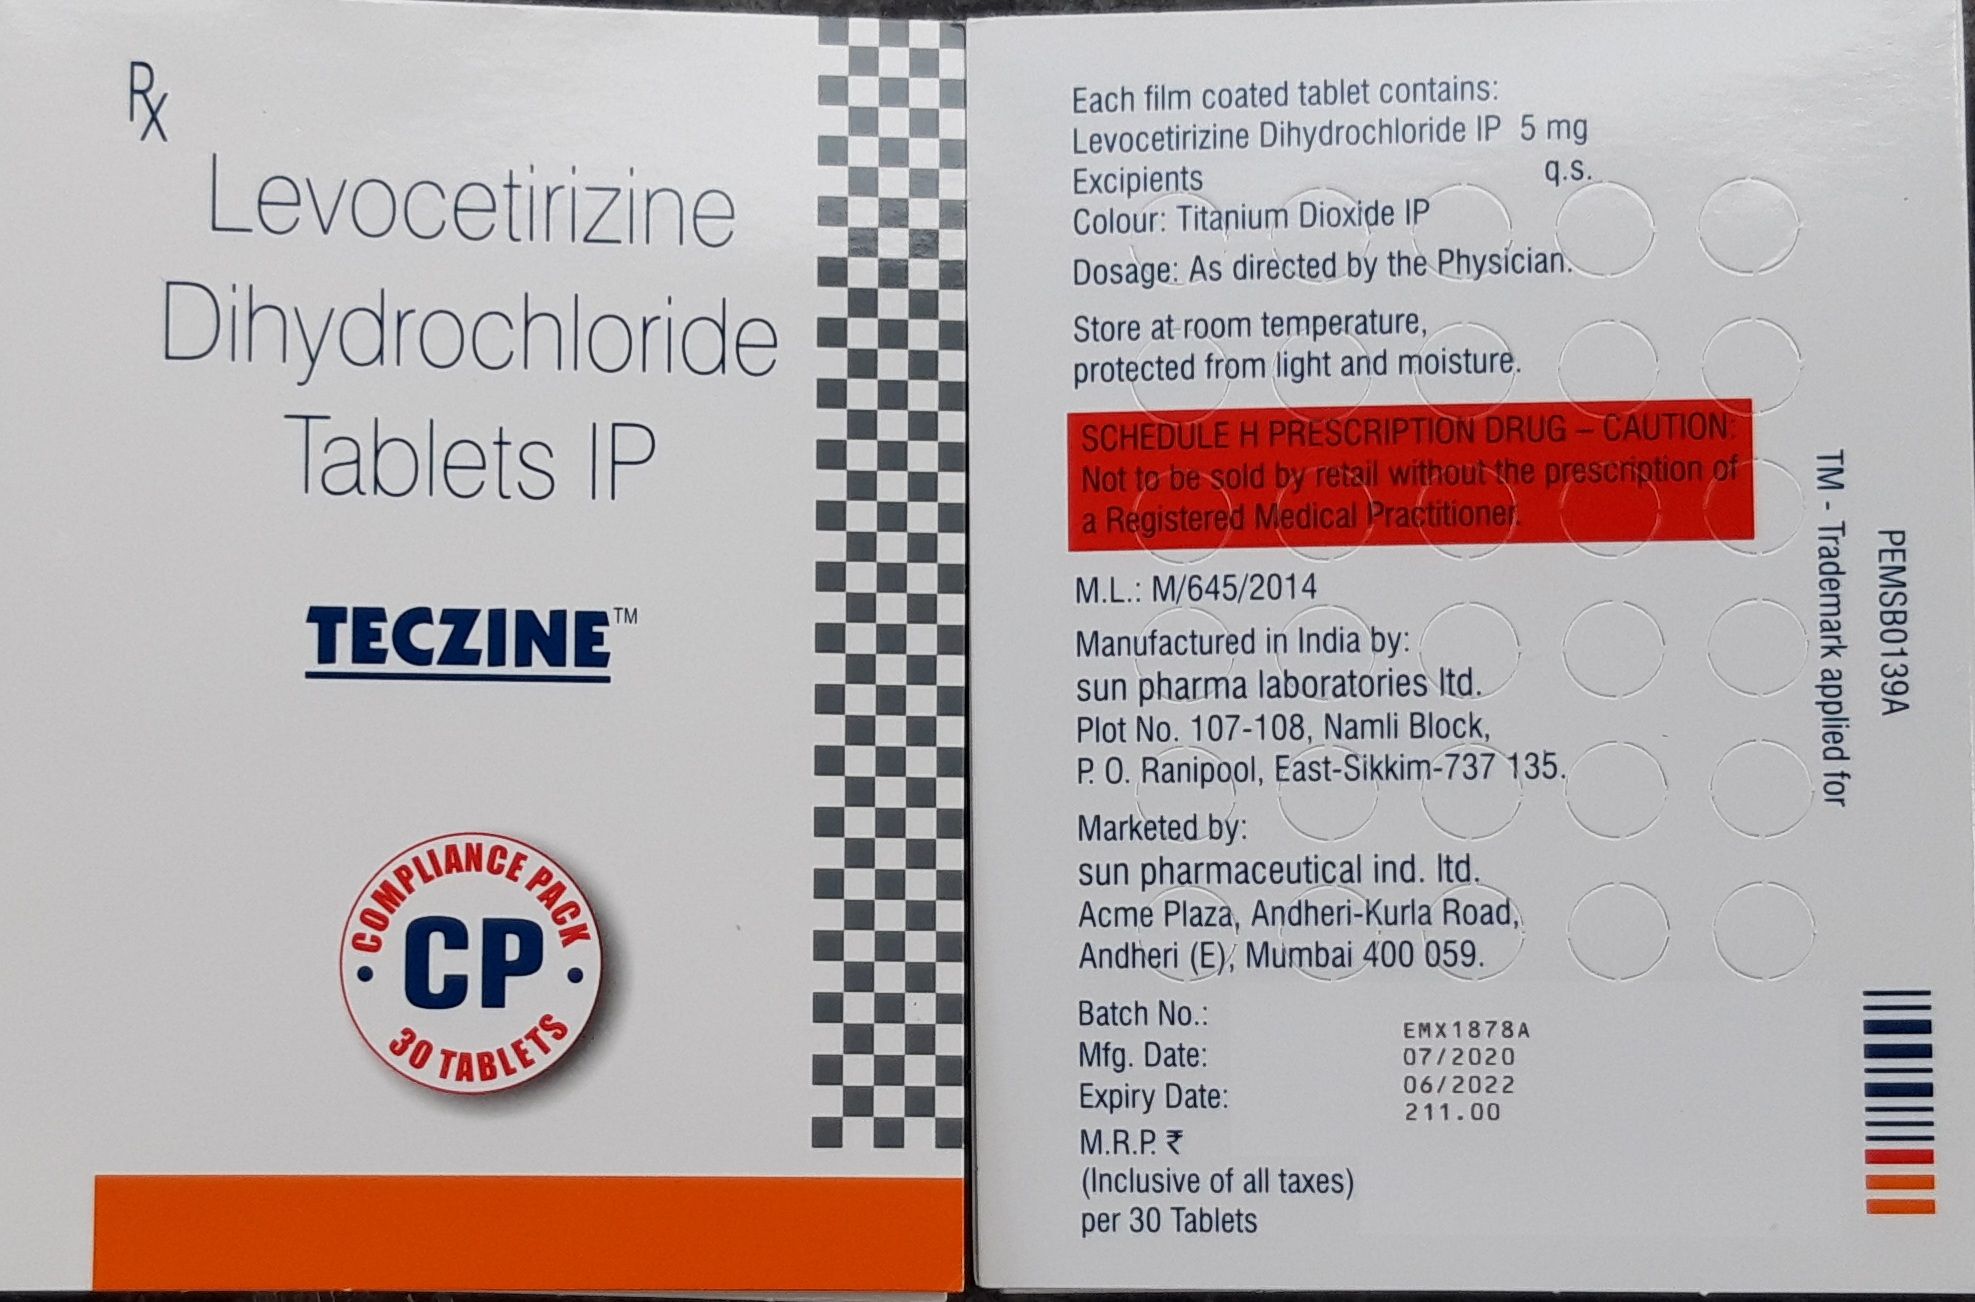 Rx
Levocetirizine
Dihydrochloride
Tablets IP
TECZINE™
COMPLIANCE PACK
CP
30 TABLETS
Each film coated tablet contains:
Levocetirizine Dihydrochloride IP 5 mg
Excipients q.s.
Colour: Titanium Dioxide IP
Dosage: As directed by the Physician.
Store at room temperature,
protected from light and moisture.
SCHEDULE H PRESCRIPTION DRUG – CAUTION:
Not to be sold by retail without the prescription of
a Registered Medical Practitioner.
M.L.: M/645/2014
Manufactured in India by:
sun pharma laboratories ltd.
Plot No. 107-108, Namli Block,
P. O. Ranipool, East-Sikkim-737 135.
Marketed by:
sun pharmaceutical ind. ltd.
Acme Plaza, Andheri-Kurla Road,
Andheri (E), Mumbai 400 059.
Batch No.: EMX1878A
Mfg. Date: 07/2020
Expiry Date: 06/2022
M.R.P. ₹ 211.00
(Inclusive of all taxes)
per 30 Tablets
TM - Trademark applied for
PEMSB0139A